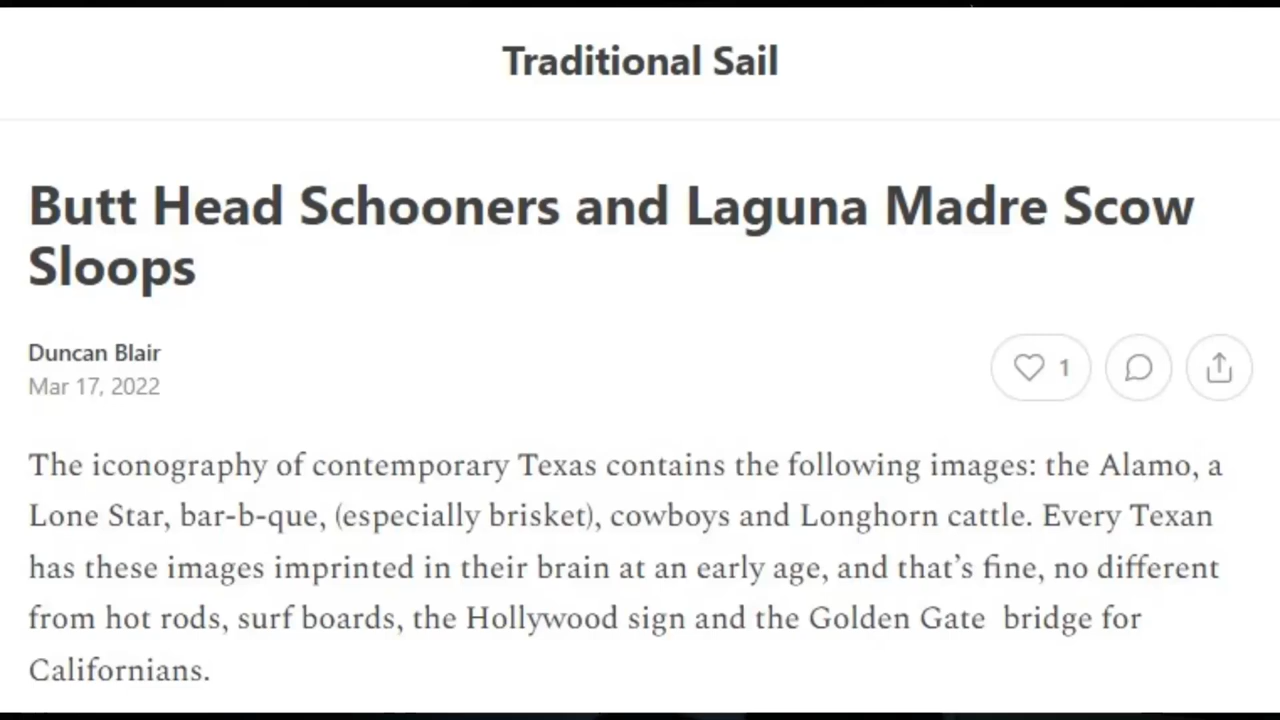 Traditional Sail
Butt Head Schooners and Laguna Madre Scow
Sloops
Duncan Blair
Mar 17, 2022
1
The iconography of contemporary Texas contains the following images: the Alamo, a
Lone Star, bar-b-que, (especially brisket), cowboys and Longhorn cattle. Every Texan
has these images imprinted in their brain at an early age, and that’s fine, no different
from hot rods, surf boards, the Hollywood sign and the Golden Gate  bridge for
Californians.